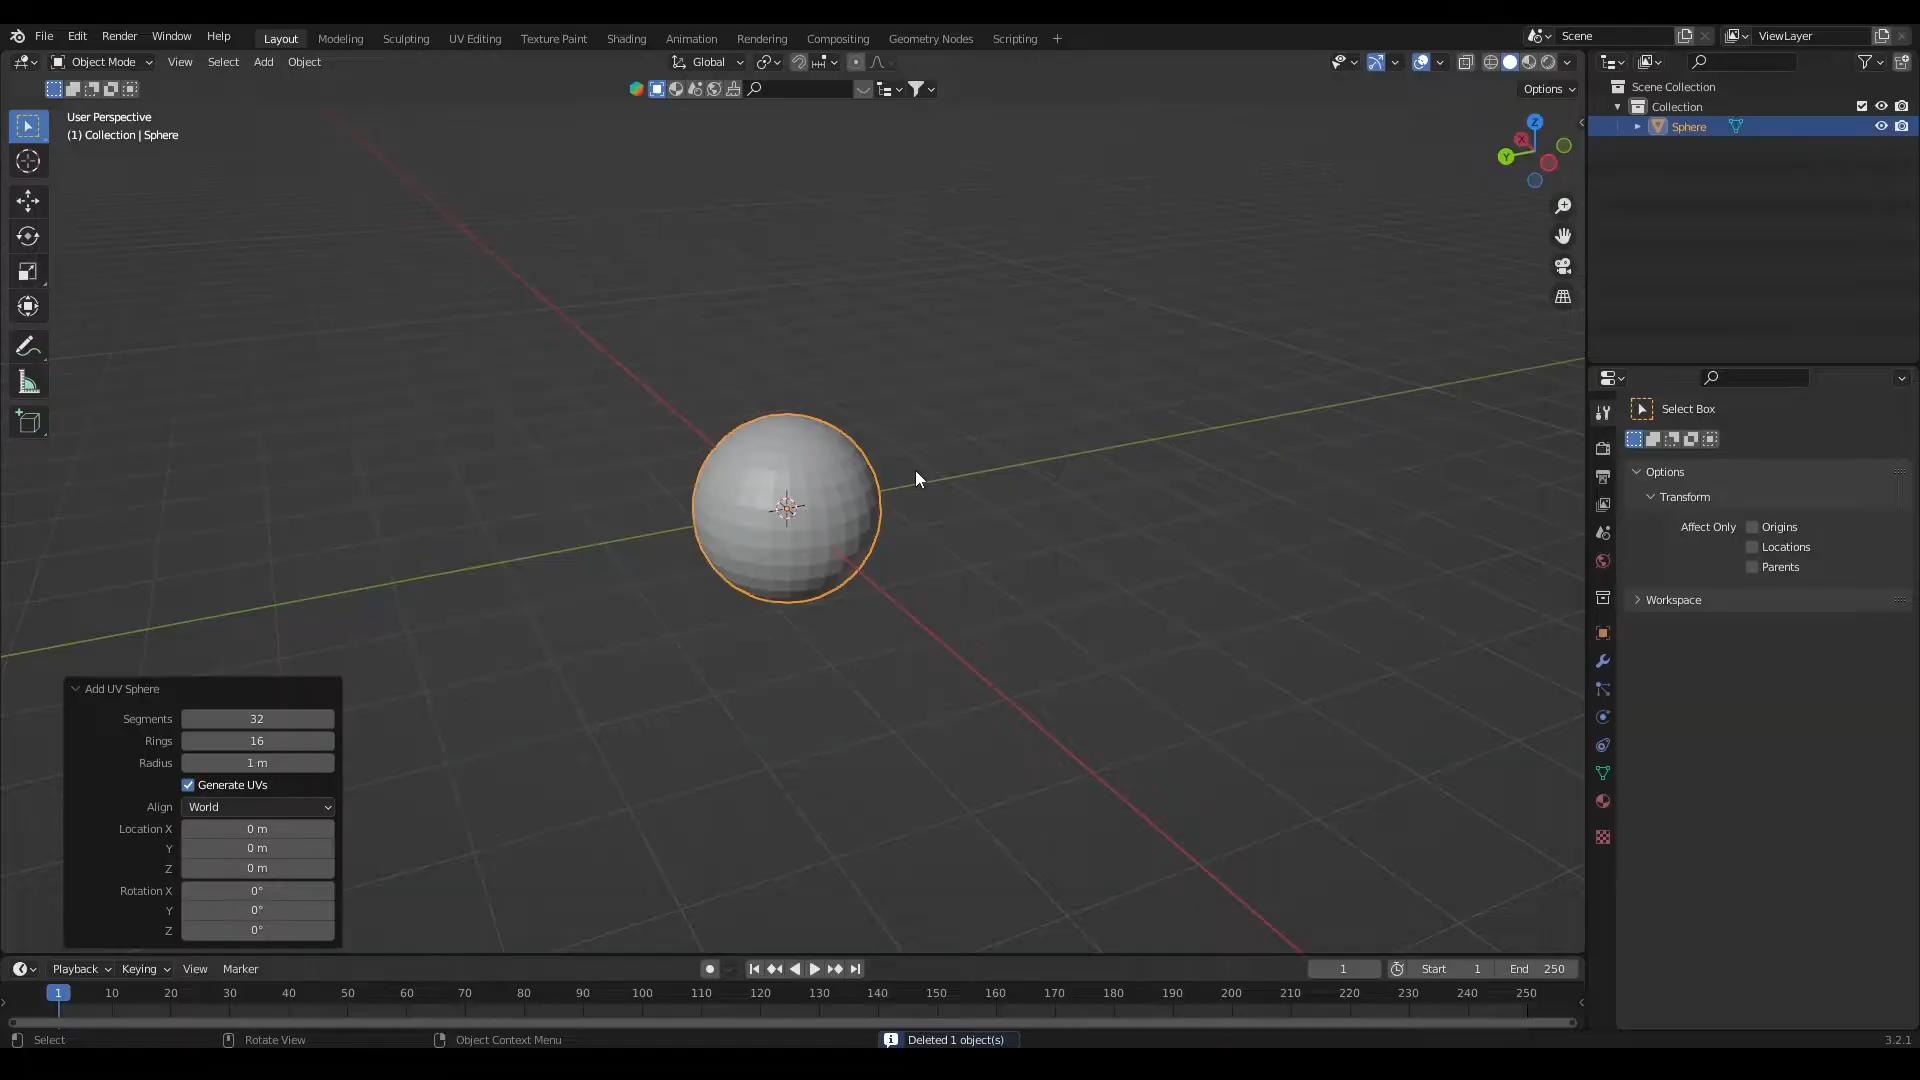 File Edit Render Window Help Layout Modeling Sculpting UV Editing Texture Paint Shading Animation Rendering Compositing Geometry Nodes Scripting + Scene ViewLayer
Object Mode View Select Add Object Global
Options
User Perspective
(1) Collection | Sphere
Z
X
Y
Scene Collection
Collection
Sphere
Select Box
Options
Transform
Affect Only Origins
Locations
Parents
Workspace
Add UV Sphere
Segments 32
Rings 16
Radius 1 m
Generate UVs
Align World
Location X 0 m
Y 0 m
Z 0 m
Rotation X 0°
Y 0°
Z 0°
Playback Keying View Marker 1 Start 1 End 250
1 10 20 30 40 50 60 70 80 90 100 110 120 130 140 150 160 170 180 190 200 210 220 230 240 250
Select Rotate View Object Context Menu Deleted 1 object(s) 3.2.1